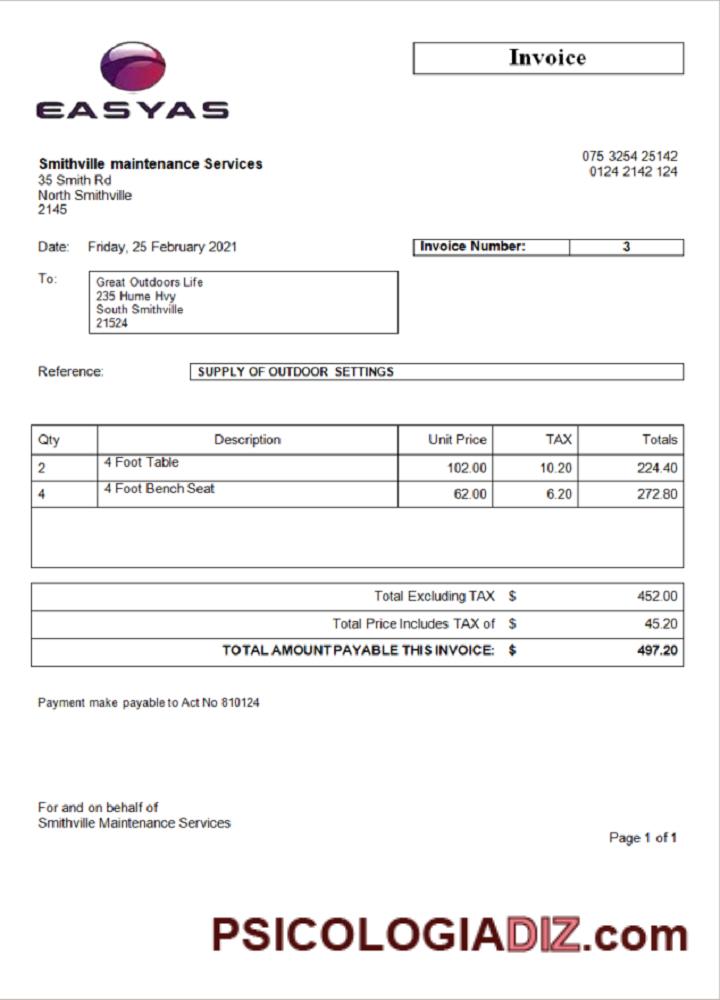 EASYAS
Invoice
Smithville maintenance Services
35 Smith Rd
North Smithville
2145
075 3254 25142
0124 2142 124
Date: Friday, 25 February 2021
Invoice Number: 3
To: Great Outdoors Life
235 Hume Hvy
South Smithville
21524
Reference: SUPPLY OF OUTDOOR SETTINGS
Qty Description Unit Price TAX Totals
2 4 Foot Table 102.00 10.20 224.40
4 4 Foot Bench Seat 62.00 6.20 272.80
Total Excluding TAX $ 452.00
Total Price Includes TAX of $ 45.20
TOTAL AMOUNT PAYABLE THIS INVOICE: $ 497.20
Payment make payable to Act No 810124
For and on behalf of
Smithville Maintenance Services
Page 1 of 1
PSICOLOGIADIZ.com